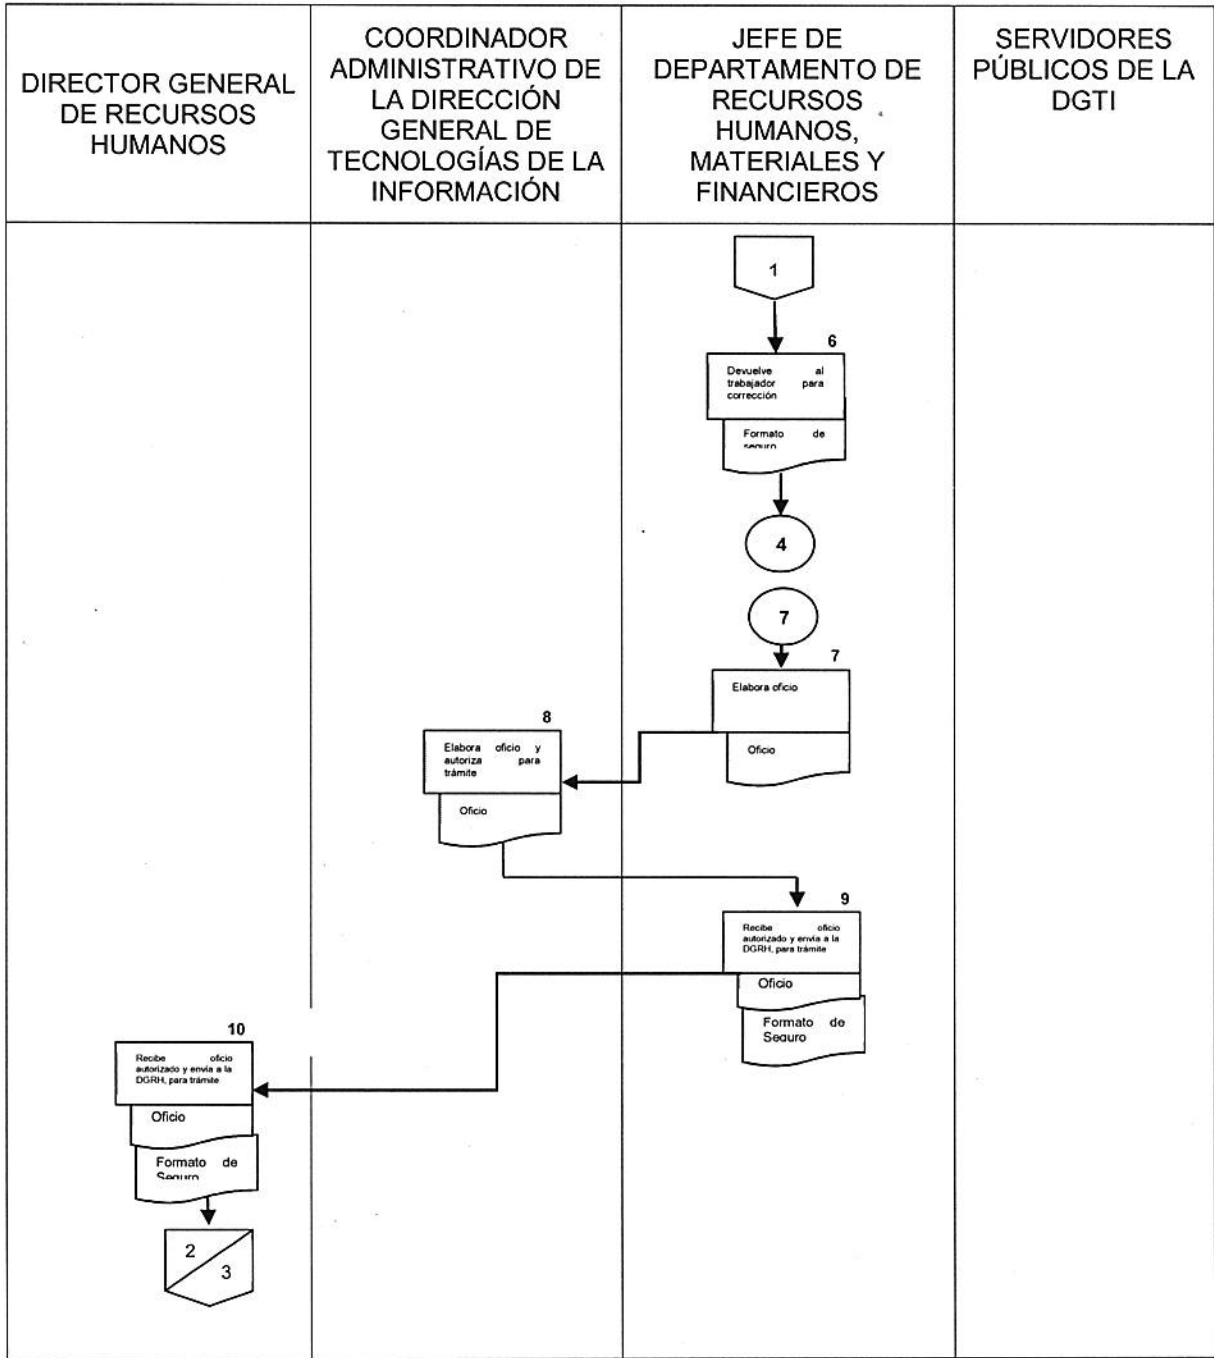 DIRECTOR GENERAL
DE RECURSOS
HUMANOS
COORDINADOR
ADMINISTRATIVO DE
LA DIRECCIÓN
GENERAL DE
TECNOLOGÍAS DE LA
INFORMACIÓN
JEFE DE
DEPARTAMENTO DE
RECURSOS
HUMANOS,
MATERIALES Y
FINANCIEROS
SERVIDORES
PÚBLICOS DE LA
DGTI
1
6
Devuelve al
trabajador para
corrección
Formato de
seguro
4
7
7
Elabora oficio
Oficio
8
Elabora oficio y
autoriza para
trámite
Oficio
9
Recibe oficio
autorizado y envía a la
DGRH, para trámite
Oficio
Formato de
Seguro
10
Recibe oficio
autorizado y envía a la
DGRH, para trámite
Oficio
Formato de
Seguro
2
3